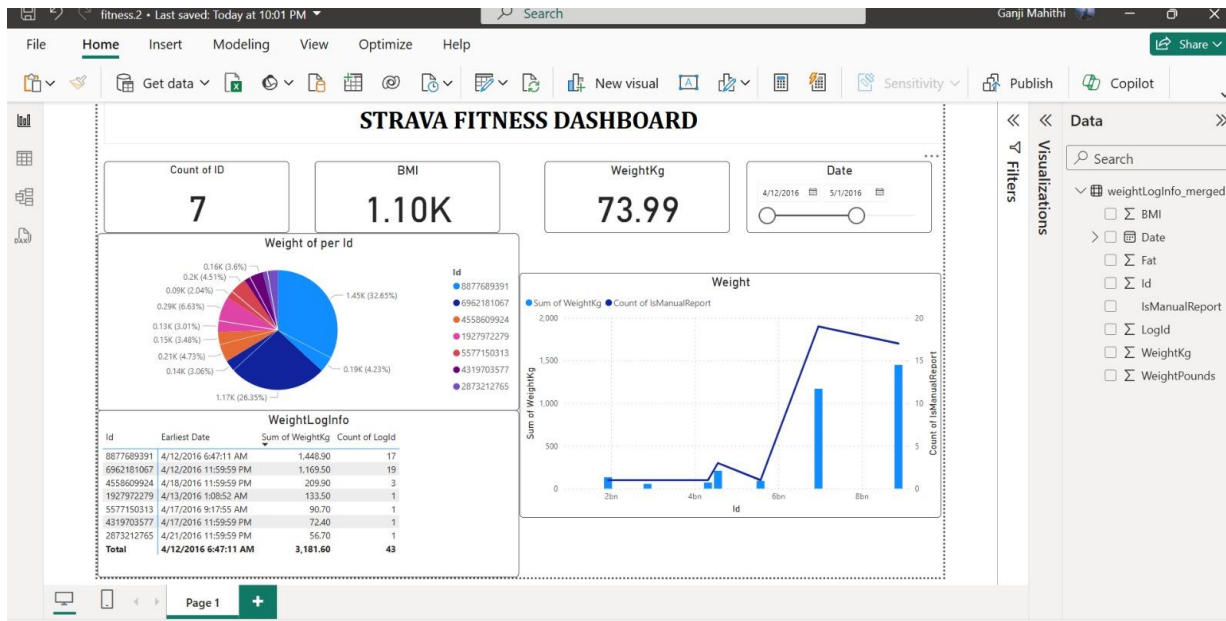 fitness.2 • Last saved: Today at 10:01 PM
Search
Ganji Mahithi
File Home Insert Modeling View Optimize Help
Share
Get data New visual Sensitivity Publish Copilot
STRAVA FITNESS DASHBOARD
Count of ID
7
BMI
1.10K
WeightKg
73.99
Date
4/12/2016 5/1/2016
Weight of per Id
0.16K (3.6%)
0.2K (4.51%)
0.09K (2.04%)
0.29K (6.63%)
0.13K (3.01%)
0.15K (3.48%)
0.21K (4.73%)
0.14K (3.06%)
1.17K (26.35%)
1.45K (32.65%)
0.19K (4.23%)
Id
8877689391
6962181067
4558609924
1927972279
5577150313
4319703577
2873212765
WeightLogInfo
Id Earliest Date Sum of WeightKg Count of LogId
8877689391 4/12/2016 6:47:11 AM 1,448.90 17
6962181067 4/12/2016 11:59:59 PM 1,169.50 19
4558609924 4/18/2016 11:59:59 PM 209.90 3
1927972279 4/13/2016 1:08:52 AM 133.50 1
5577150313 4/17/2016 9:17:55 AM 90.70 1
4319703577 4/17/2016 11:59:59 PM 72.40 1
2873212765 4/21/2016 11:59:59 PM 56.70 1
Total 4/12/2016 6:47:11 AM 3,181.60 43
Weight
Sum of WeightKg Count of IsManualReport
2,000
1,500
1,000
500
0
Sum of WeightKg
20
15
10
5
0
Count of IsManualReport
2bn 4bn 6bn 8bn
Id
Filters
Visualizations
Data
Search
weightLogInfo_merged
BMI
Date
Fat
Id
IsManualReport
LogId
WeightKg
WeightPounds
DAX
Page 1